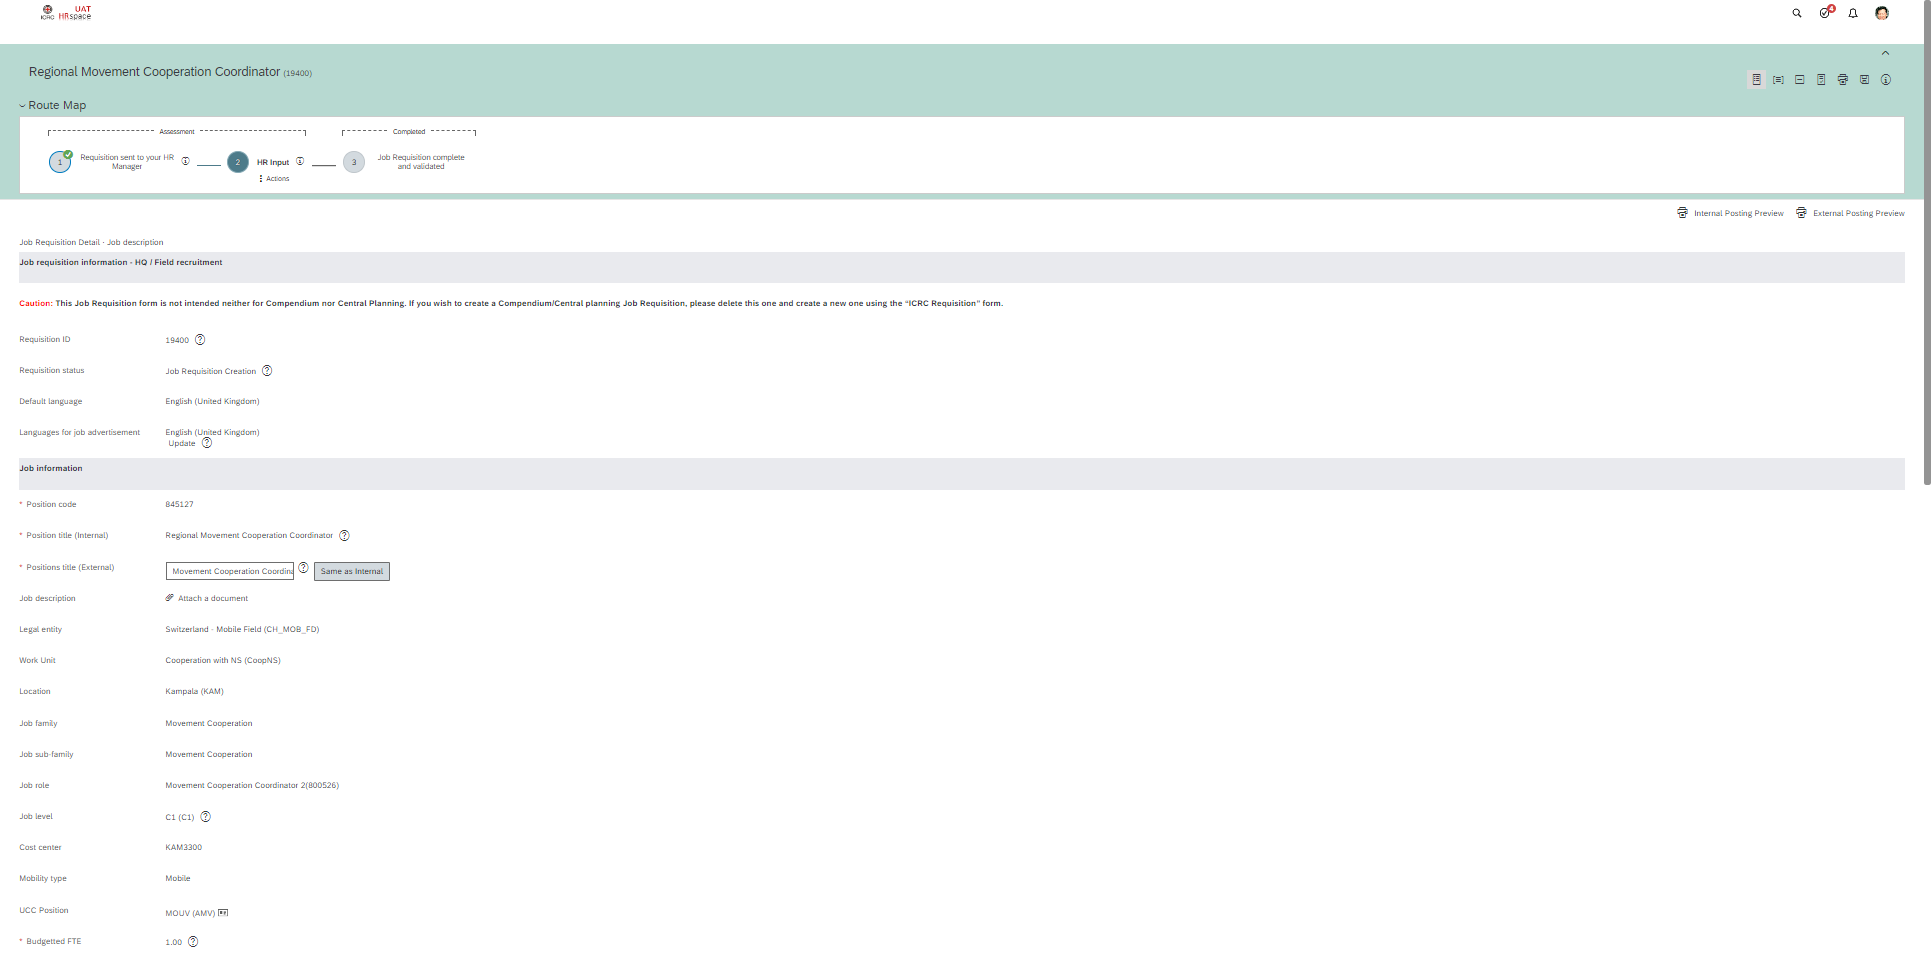 UAT
ICRC HRspace
4
Regional Movement Cooperation Coordinator (19400)
Route Map
Assessment
Completed
1
Requisition sent to your HR
Manager
2
HR Input
Actions
3
Job Requisition complete
and validated
Internal Posting Preview
External Posting Preview
Job Requisition Detail - Job description
Job requisition information - HQ / Field recruitment
Caution: This Job Requisition form is not intended neither for Compendium nor Central Planning. If you wish to create a Compendium/Central planning Job Requisition, please delete this one and create a new one using the "ICRC Requisition" form.
Requisition ID 19400
Requisition status Job Requisition Creation
Default language English (United Kingdom)
Languages for job advertisement English (United Kingdom)
Update
Job information
* Position code 845127
* Position title (Internal) Regional Movement Cooperation Coordinator
* Positions title (External) Movement Cooperation Coordina Same as Internal
Job description Attach a document
Legal entity Switzerland - Mobile Field (CH_MOB_FD)
Work Unit Cooperation with NS (CoopNS)
Location Kampala (KAM)
Job family Movement Cooperation
Job sub-family Movement Cooperation
Job role Movement Cooperation Coordinator 2(800526)
Job level C1 (C1)
Cost center KAM3300
Mobility type Mobile
UCC Position MOUV (AMV)
* Budgetted FTE 1.00